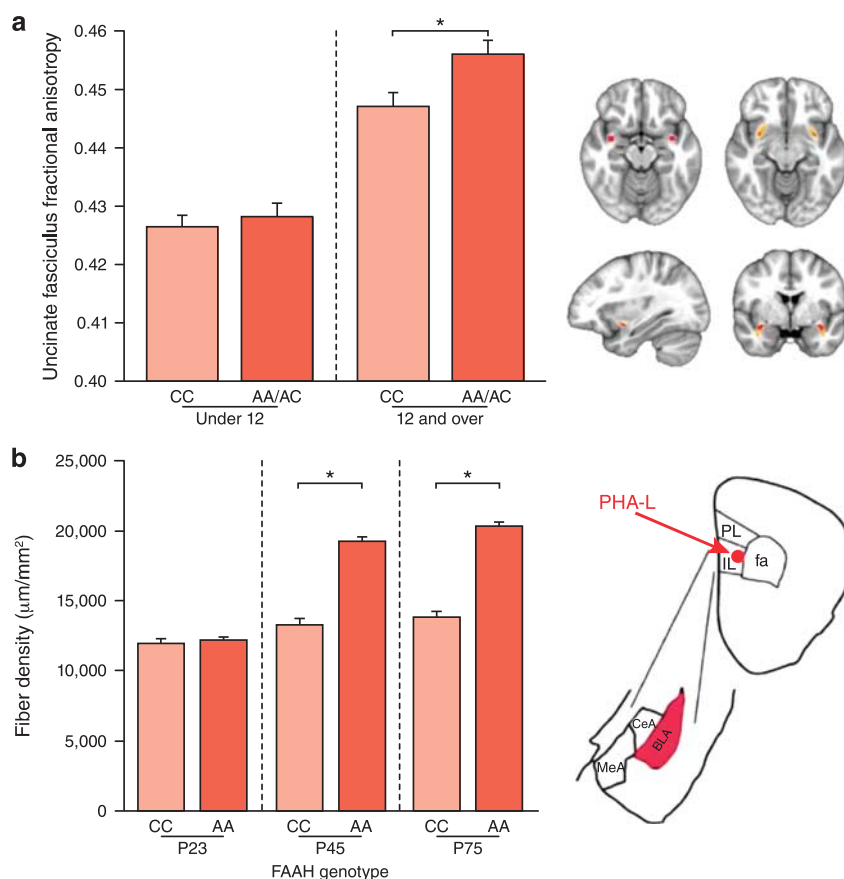 a
Uncinate fasciculus fractional anisotropy
0.46
0.45
0.44
0.43
0.42
0.41
0.40
*
CC
AA/AC
CC
AA/AC
Under 12
12 and over
b
Fiber density (μm/mm²)
25,000
20,000
15,000
10,000
5,000
0
*
*
CC
AA
CC
AA
CC
AA
P23
P45
P75
FAAH genotype
PHA-L
PL
IL
fa
CeA
BLA
MeA